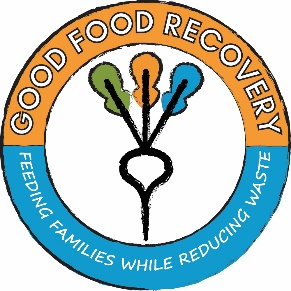 GOOD FOOD RECOVERY
FEEDING FAMILIES WHILE REDUCING WASTE